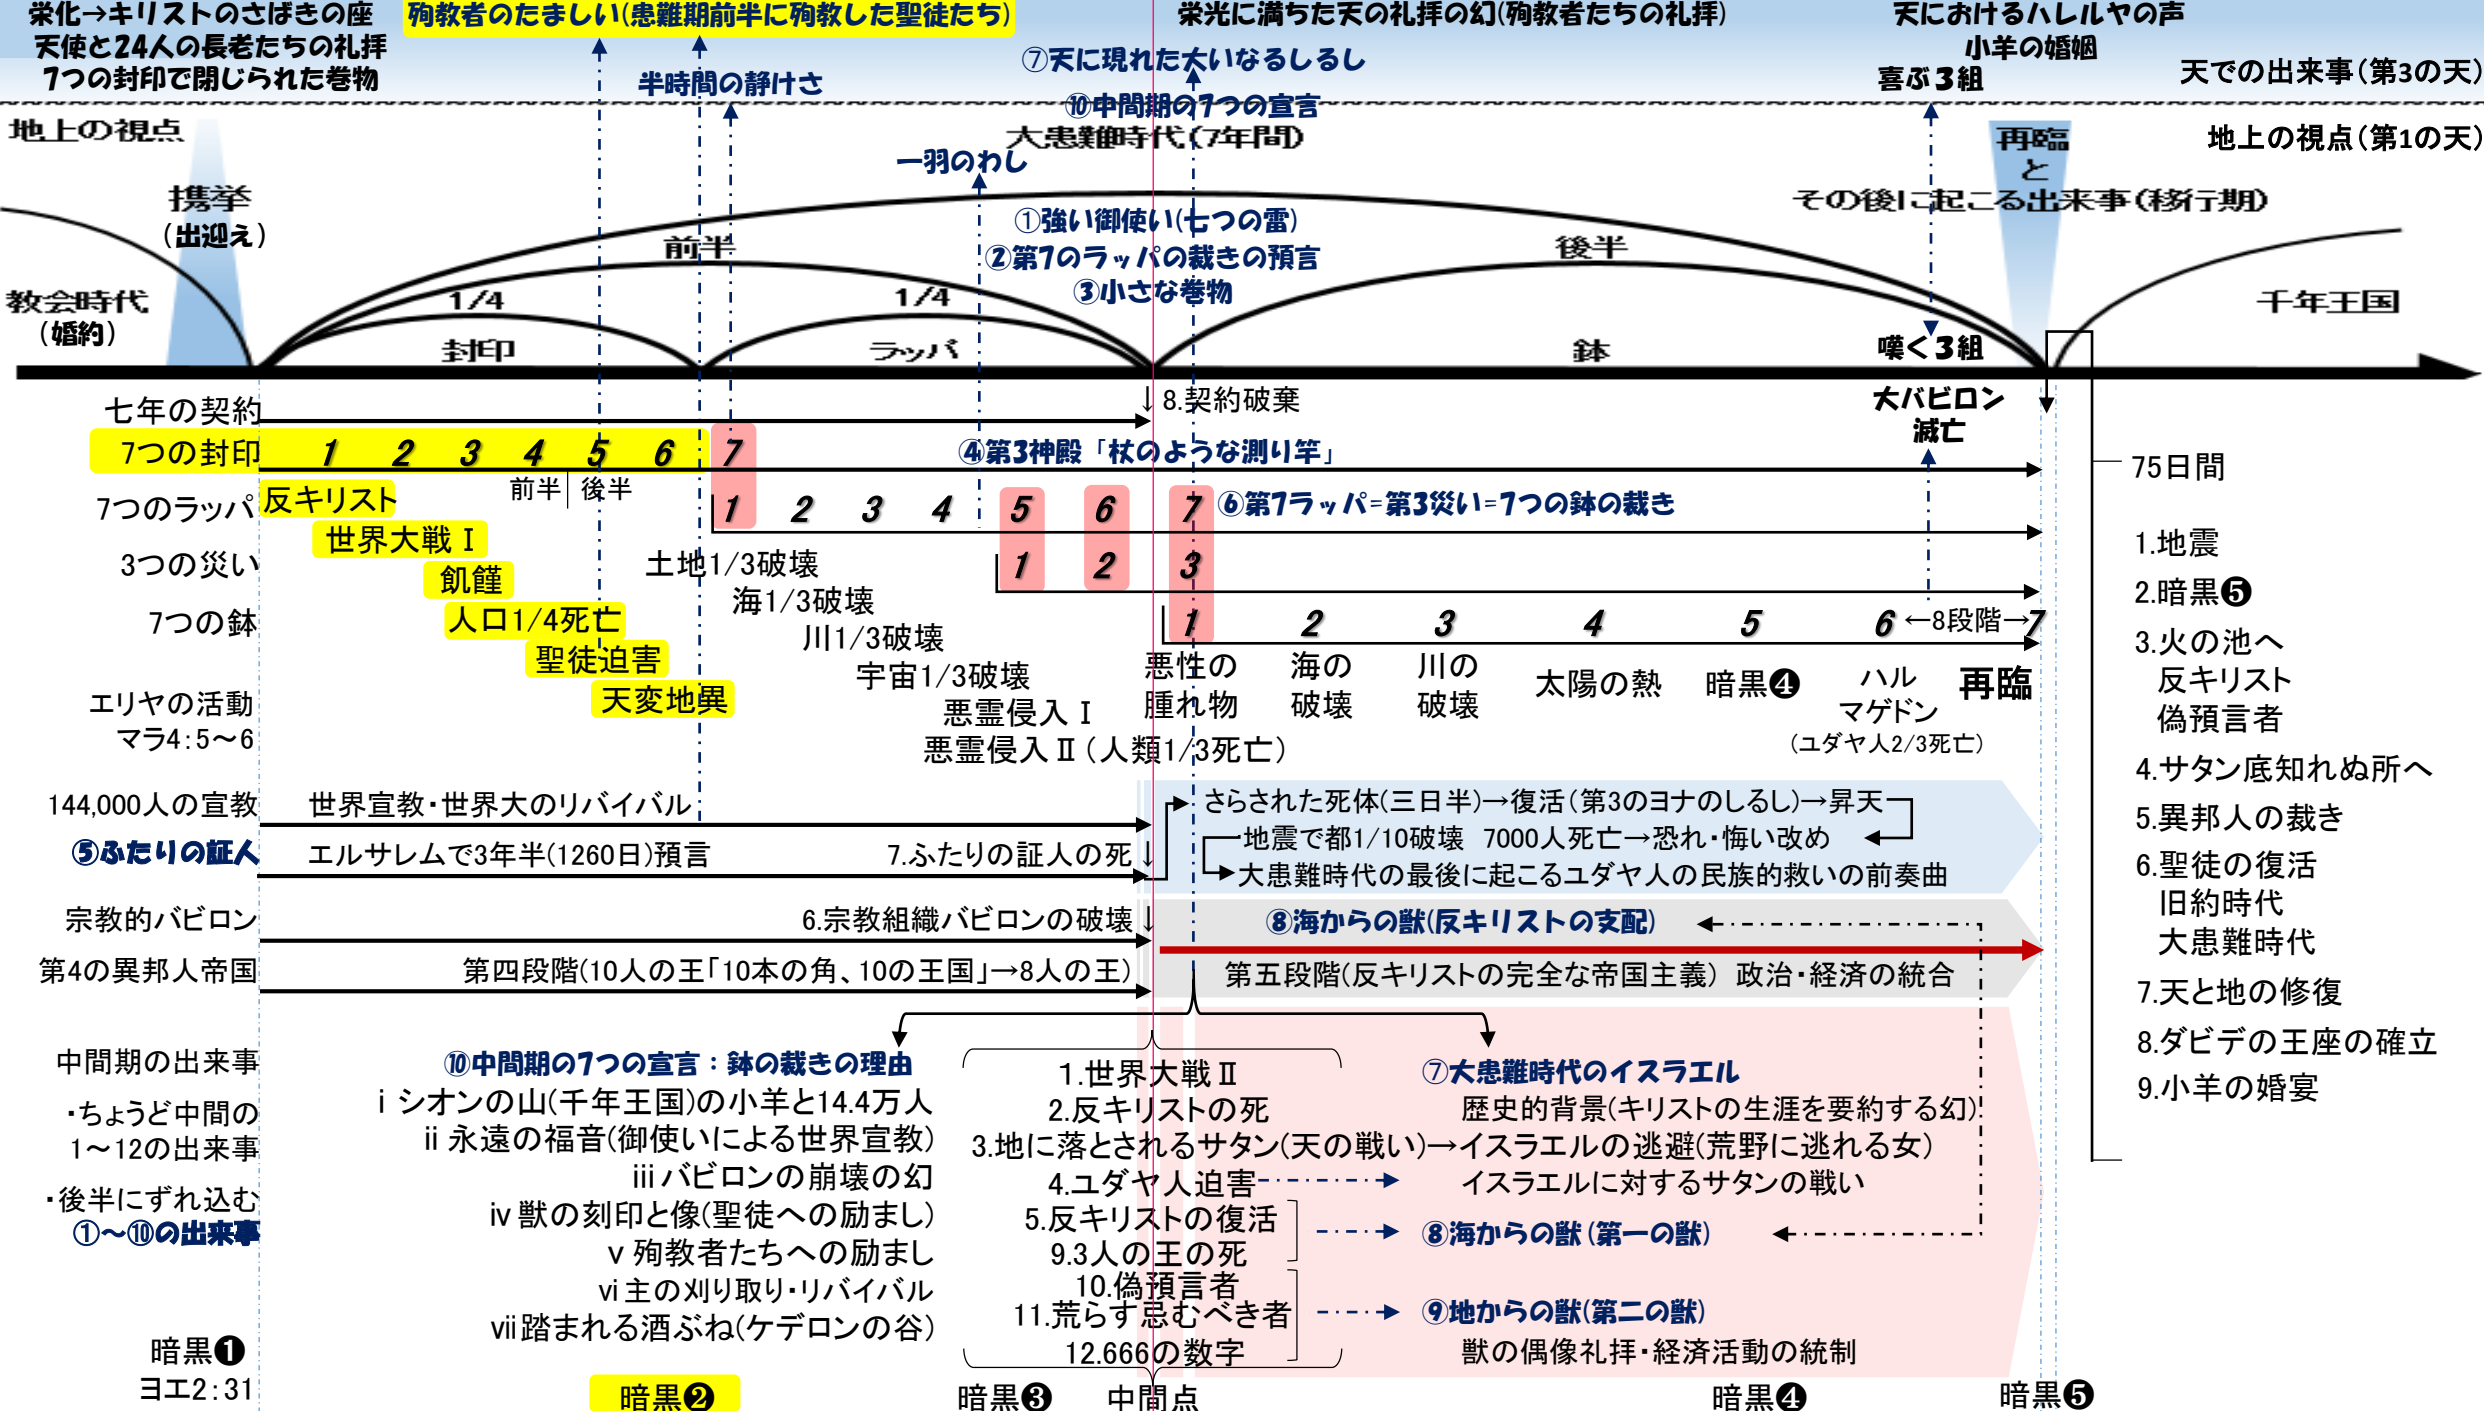 栄化→キリストのさばきの座
天使と24人の長老たちの礼拝
7つの封印で閉じられた巻物
殉教者のたましい(患難期前半に殉教した聖徒たち)
栄光に満ちた天の礼拝の幻(殉教者たちの礼拝)
天におけるハレルヤの声
小羊の婚姻
喜ぶ3組
天での出来事(第3の天)
半時間の静けさ
⑦天に現れた大いなるしるし
⑩中間期の7つの宣言
地上の視点
大患難時代(7年間)
地上の視点(第1の天)
一羽のわし
携挙
(出迎え)
再臨
と
その後に起こる出来事(移行期)
①強い御使い(七つの雷)
②第7のラッパの裁きの預言
③小さな巻物
前半
後半
教会時代
(婚約)
1/4
1/4
千年王国
封印
ラッパ
鉢
嘆く3組
七年の契約
↓8.契約破棄
大バビロン
滅亡
7つの封印
1 2 3 4 5 6 7
④第3神殿「杖のような測り竿」
前半 後半
75日間
7つのラッパ
反キリスト
1 2 3 4 5 6 7
⑥第7ラッパ=第3災い=7つの鉢の裁き
世界大戦Ⅰ
3つの災い
飢饉
土地1/3破壊
1 2 3
人口1/4死亡
海1/3破壊
7つの鉢
1 2 3 4 5 6 ←8段階→7
聖徒迫害
川1/3破壊
天変地異
宇宙1/3破壊
悪霊侵入Ⅰ
悪霊侵入Ⅱ(人類1/3死亡)
悪性の
腫れ物
海の
破壊
川の
破壊
太陽の熱
暗黒❹
ハル
マゲドン
(ユダヤ人2/3死亡)
再臨
エリヤの活動
マラ4:5~6
1.地震
2.暗黒❺
3.火の池へ
反キリスト
偽預言者
4.サタン底知れぬ所へ
5.異邦人の裁き
6.聖徒の復活
旧約時代
大患難時代
7.天と地の修復
8.ダビデの王座の確立
9.小羊の婚宴
144,000人の宣教
世界宣教・世界大のリバイバル
さらされた死体(三日半)→復活(第3のヨナのしるし)→昇天
地震で都1/10破壊 7000人死亡→恐れ・悔い改め
大患難時代の最後に起こるユダヤ人の民族的救いの前奏曲
⑤ふたりの証人
エルサレムで3年半(1260日)預言
7.ふたりの証人の死↓
宗教的バビロン
6.宗教組織バビロンの破壊↓
⑧海からの獣(反キリストの支配)
第4の異邦人帝国
第四段階(10人の王「10本の角、10の王国」→8人の王)
第五段階(反キリストの完全な帝国主義) 政治・経済の統合
中間期の出来事
・ちょうど中間の
1~12の出来事
・後半にずれ込む
①~⑩の出来事
⑩中間期の7つの宣言：鉢の裁きの理由
ⅰ シオンの山(千年王国)の小羊と14.4万人
ⅱ 永遠の福音(御使いによる世界宣教)
ⅲ バビロンの崩壊の幻
ⅳ 獣の刻印と像(聖徒への励まし)
ⅴ 殉教者たちへの励まし
ⅵ 主の刈り取り・リバイバル
ⅶ 踏まれる酒ぶね(ケデロンの谷)
1.世界大戦Ⅱ
2.反キリストの死
3.地に落とされるサタン(天の戦い)→イスラエルの逃避(荒野に逃れる女)
4.ユダヤ人迫害
5.反キリストの復活
9.3人の王の死
10.偽預言者
11.荒らす忌むべき者
12.666の数字
⑦大患難時代のイスラエル
歴史的背景(キリストの生涯を要約する幻)
イスラエルに対するサタンの戦い
⑧海からの獣(第一の獣)
⑨地からの獣(第二の獣)
獣の偶像礼拝・経済活動の統制
暗黒❶
ヨエ2:31
暗黒❷
暗黒❸
中間点
暗黒❹
暗黒❺